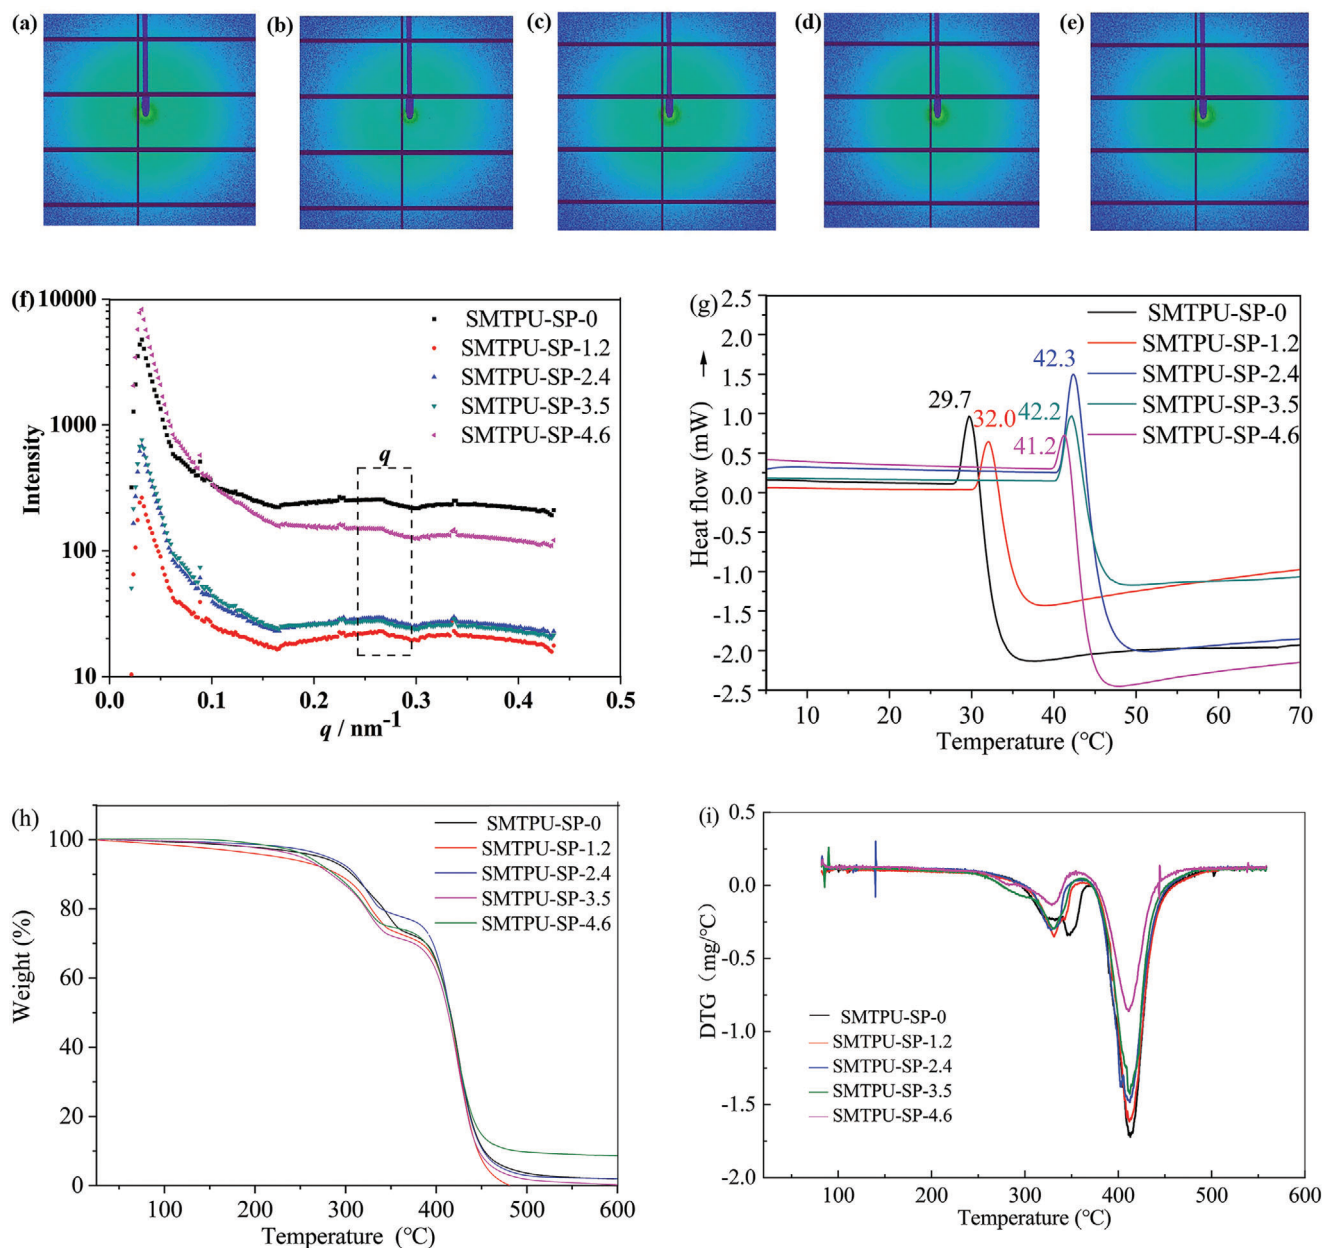 (a) (b) (c) (d) (e)
(f)
10000
1000
100
10
Intensity
SMTPU-SP-0
SMTPU-SP-1.2
SMTPU-SP-2.4
SMTPU-SP-3.5
SMTPU-SP-4.6
q
0.0 0.1 0.2 0.3 0.4 0.5
q / nm-1
(g)
2.5
2.0
1.5
1.0
0.5
0.0
-0.5
-1.0
-1.5
-2.0
-2.5
Heat flow (mW)
SMTPU-SP-0
SMTPU-SP-1.2
SMTPU-SP-2.4
SMTPU-SP-3.5
SMTPU-SP-4.6
42.3
29.7
32.0
42.2
41.2
10 20 30 40 50 60 70
Temperature (℃)
(h)
100
80
60
40
20
0
Weight (%)
SMTPU-SP-0
SMTPU-SP-1.2
SMTPU-SP-2.4
SMTPU-SP-3.5
SMTPU-SP-4.6
100 200 300 400 500 600
Temperature (℃)
(i)
0.5
0.0
-0.5
-1.0
-1.5
-2.0
DTG (mg/℃)
SMTPU-SP-0
SMTPU-SP-1.2
SMTPU-SP-2.4
SMTPU-SP-3.5
SMTPU-SP-4.6
100 200 300 400 500 600
Temperature (℃)